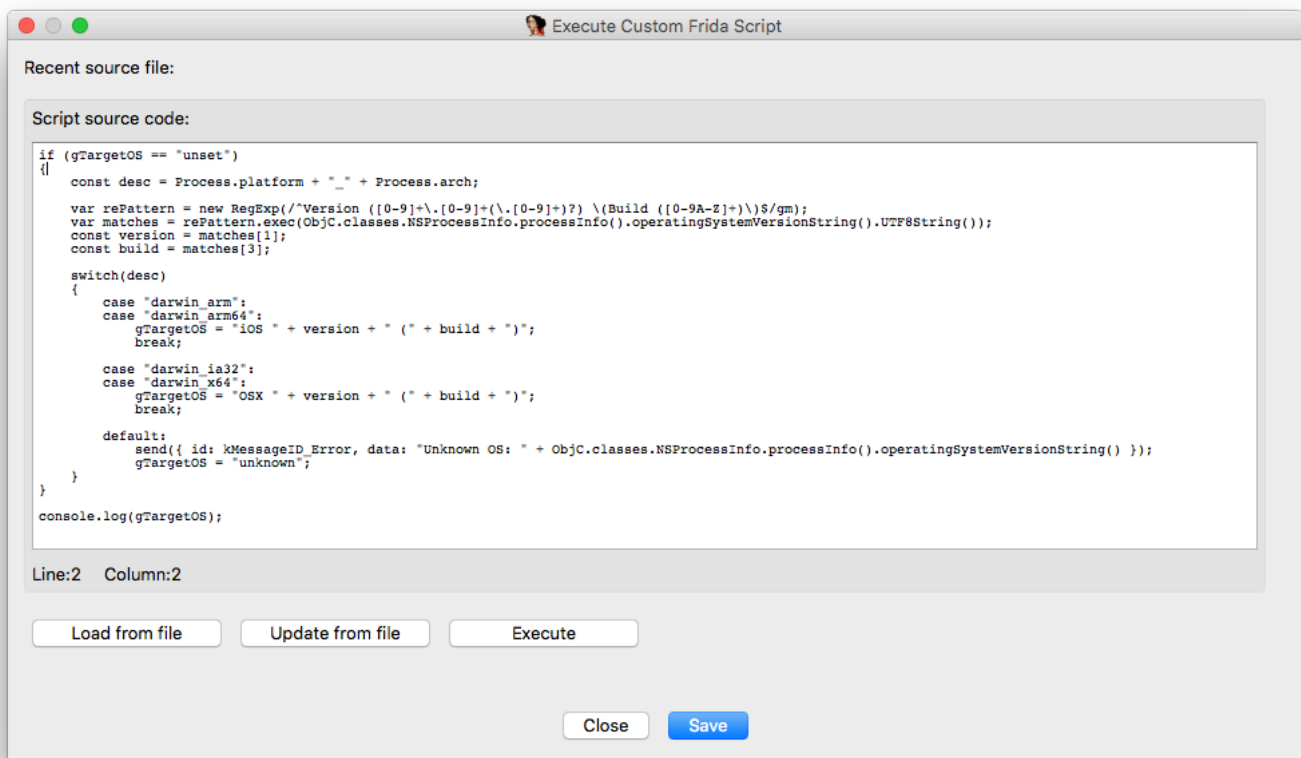 Execute Custom Frida Script
Recent source file:
Script source code:
if (gTargetOS == "unset")
{
    const desc = Process.platform + "_" + Process.arch;
    var rePattern = new RegExp(/^Version ([0-9]+\.[0-9]+(\.[0-9]+)?) \(Build ([0-9A-Z]+)\)$/gm);
    var matches = rePattern.exec(ObjC.classes.NSProcessInfo.processInfo().operatingSystemVersionString().UTF8String());
    const version = matches[1];
    const build = matches[3];
    switch(desc)
    {
        case "darwin_arm":
        case "darwin_arm64":
            gTargetOS = "iOS " + version + " (" + build + ")";
            break;
        case "darwin_ia32":
        case "darwin_x64":
            gTargetOS = "OSX " + version + " (" + build + ")";
            break;
        default:
            send({ id: kMessageID_Error, data: "Unknown OS: " + ObjC.classes.NSProcessInfo.processInfo().operatingSystemVersionString() });
            gTargetOS = "unknown";
    }
}
console.log(gTargetOS);
Line:2 Column:2
Load from file Update from file Execute
Close Save